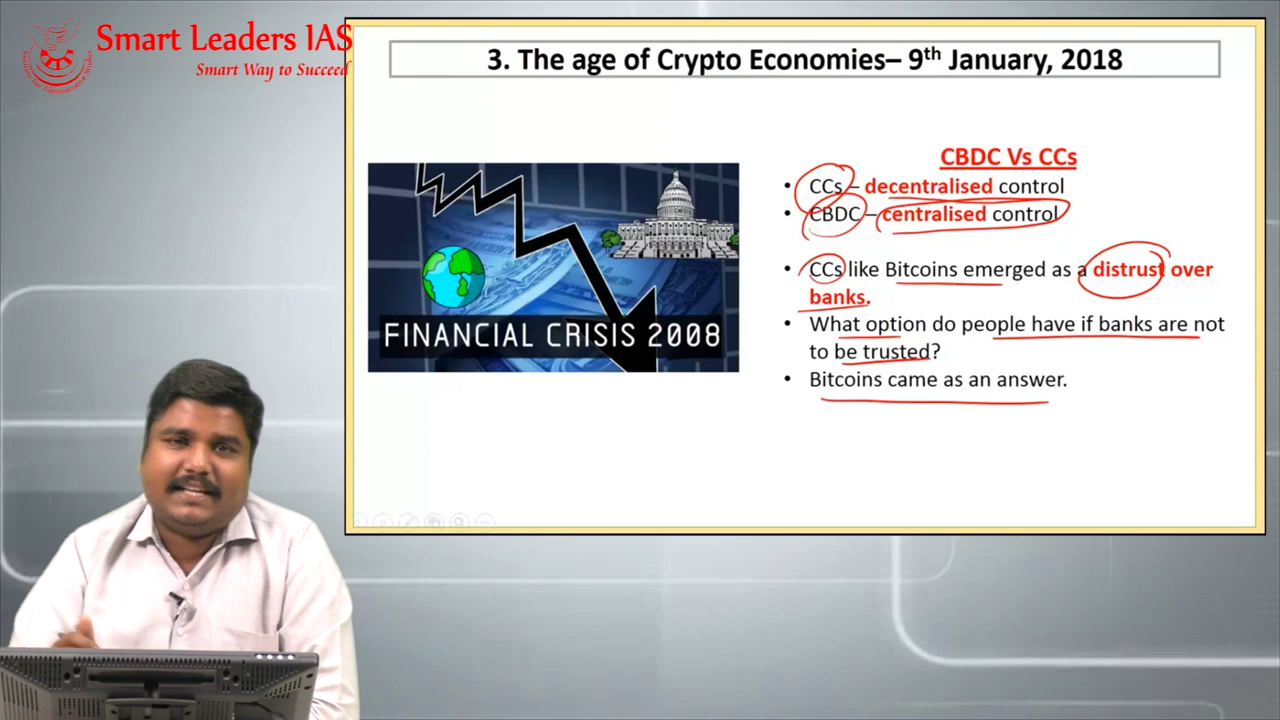 Smart Leaders IAS
Smart Way to Succeed
3. The age of Crypto Economies– 9th January, 2018
FINANCIAL CRISIS 2008
CBDC Vs CCs
• CCs – decentralised control
• CBDC – centralised control
• CCs like Bitcoins emerged as a distrust over
banks.
• What option do people have if banks are not
to be trusted?
• Bitcoins came as an answer.